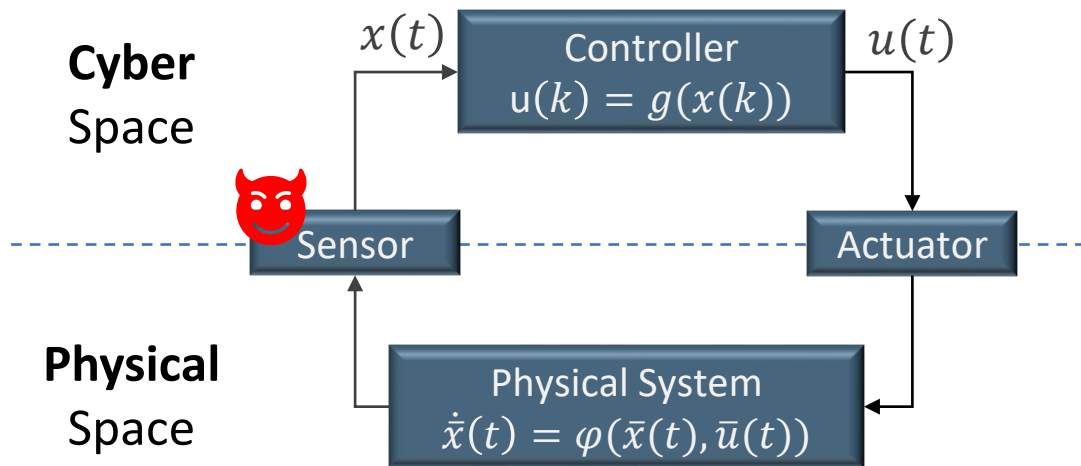 Cyber
Space
x(t)
Controller
u(k) = g(x(k))
u(t)
Sensor
Actuator
Physical
Space
Physical System
ẋ̄(t) = φ(x̄(t), ū(t))